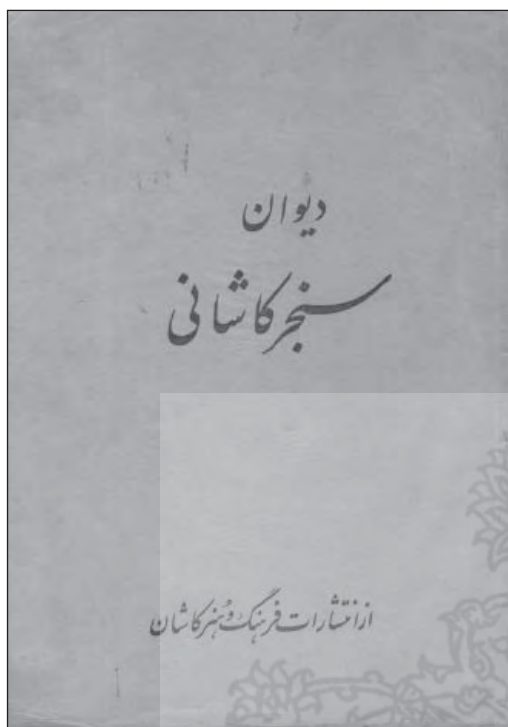 دیوان
سنجر کاشانی
از انتشارات فرهنگ و هنر کاشان